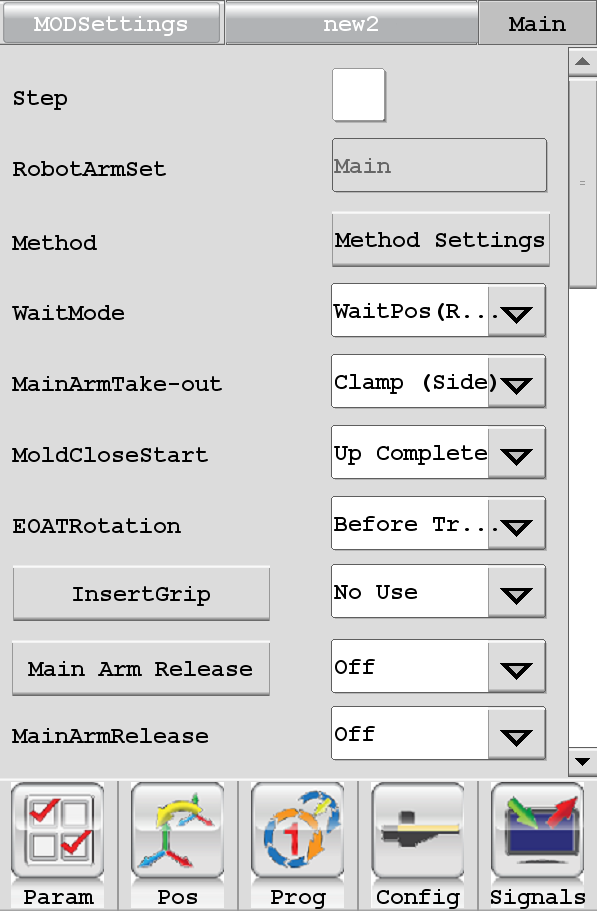 MODSettings new2 Main
Step
RobotArmSet Main
Method Method Settings
WaitMode WaitPos(R...
MainArmTake-out Clamp (Side)
MoldCloseStart Up Complete
EOATRotation Before Tr...
InsertGrip No Use
Main Arm Release Off
MainArmRelease Off
1
Param Pos Prog Config Signals